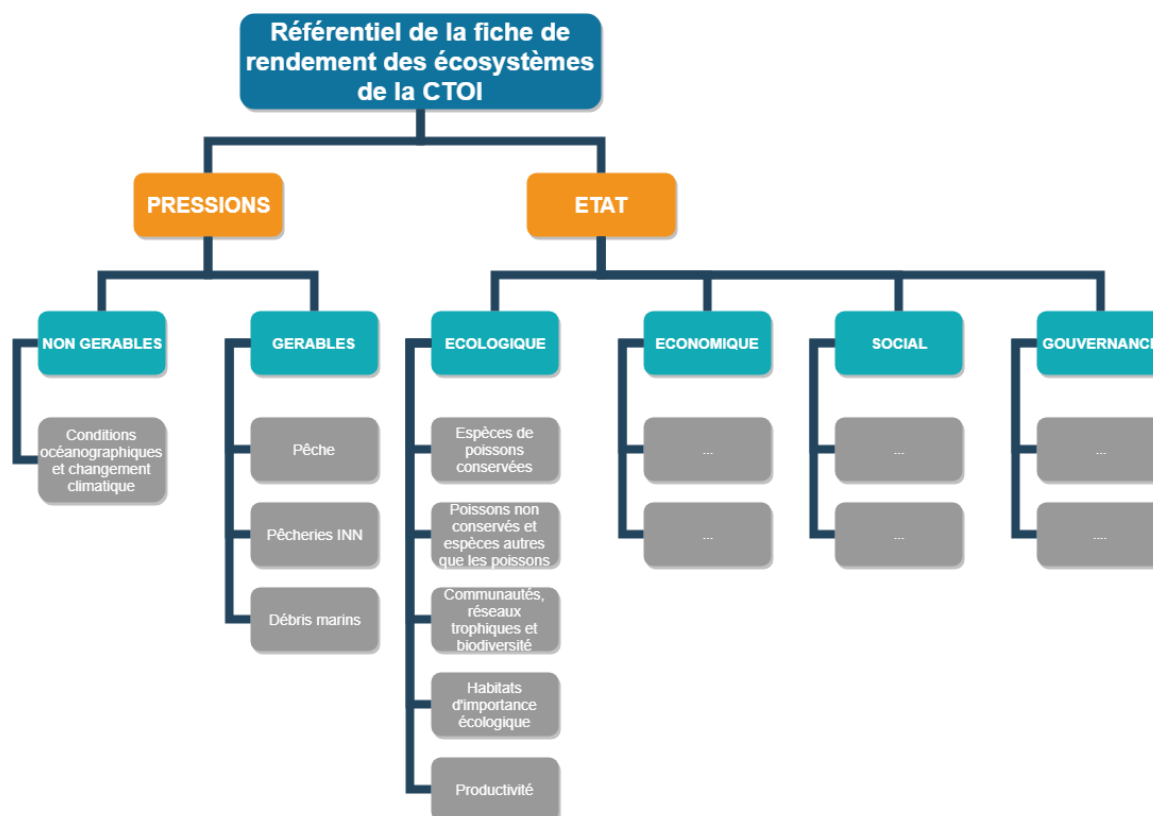 Référentiel de la fiche de
rendement des écosystèmes
de la CTOI
PRESSIONS
ETAT
NON GERABLES
GERABLES
ECOLOGIQUE
ECONOMIQUE
SOCIAL
GOUVERNANCE
Conditions
océanographiques
et changement
climatique
Pêche
Espèces de
poissons
conservées
...
...
...
Pêcheries INN
Poissons non
conservés et
espèces autres
que les poissons
...
...
....
Débris marins
Communautés,
réseaux
trophiques et
biodiversité
Habitats
d'importance
écologique
Productivité